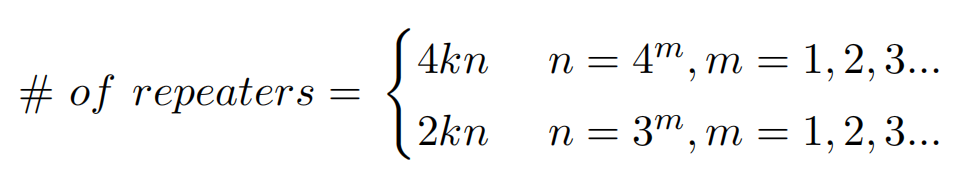 # of repeaters = { 4kn n = 4^m, m = 1, 2, 3...
2kn n = 3^m, m = 1, 2, 3...